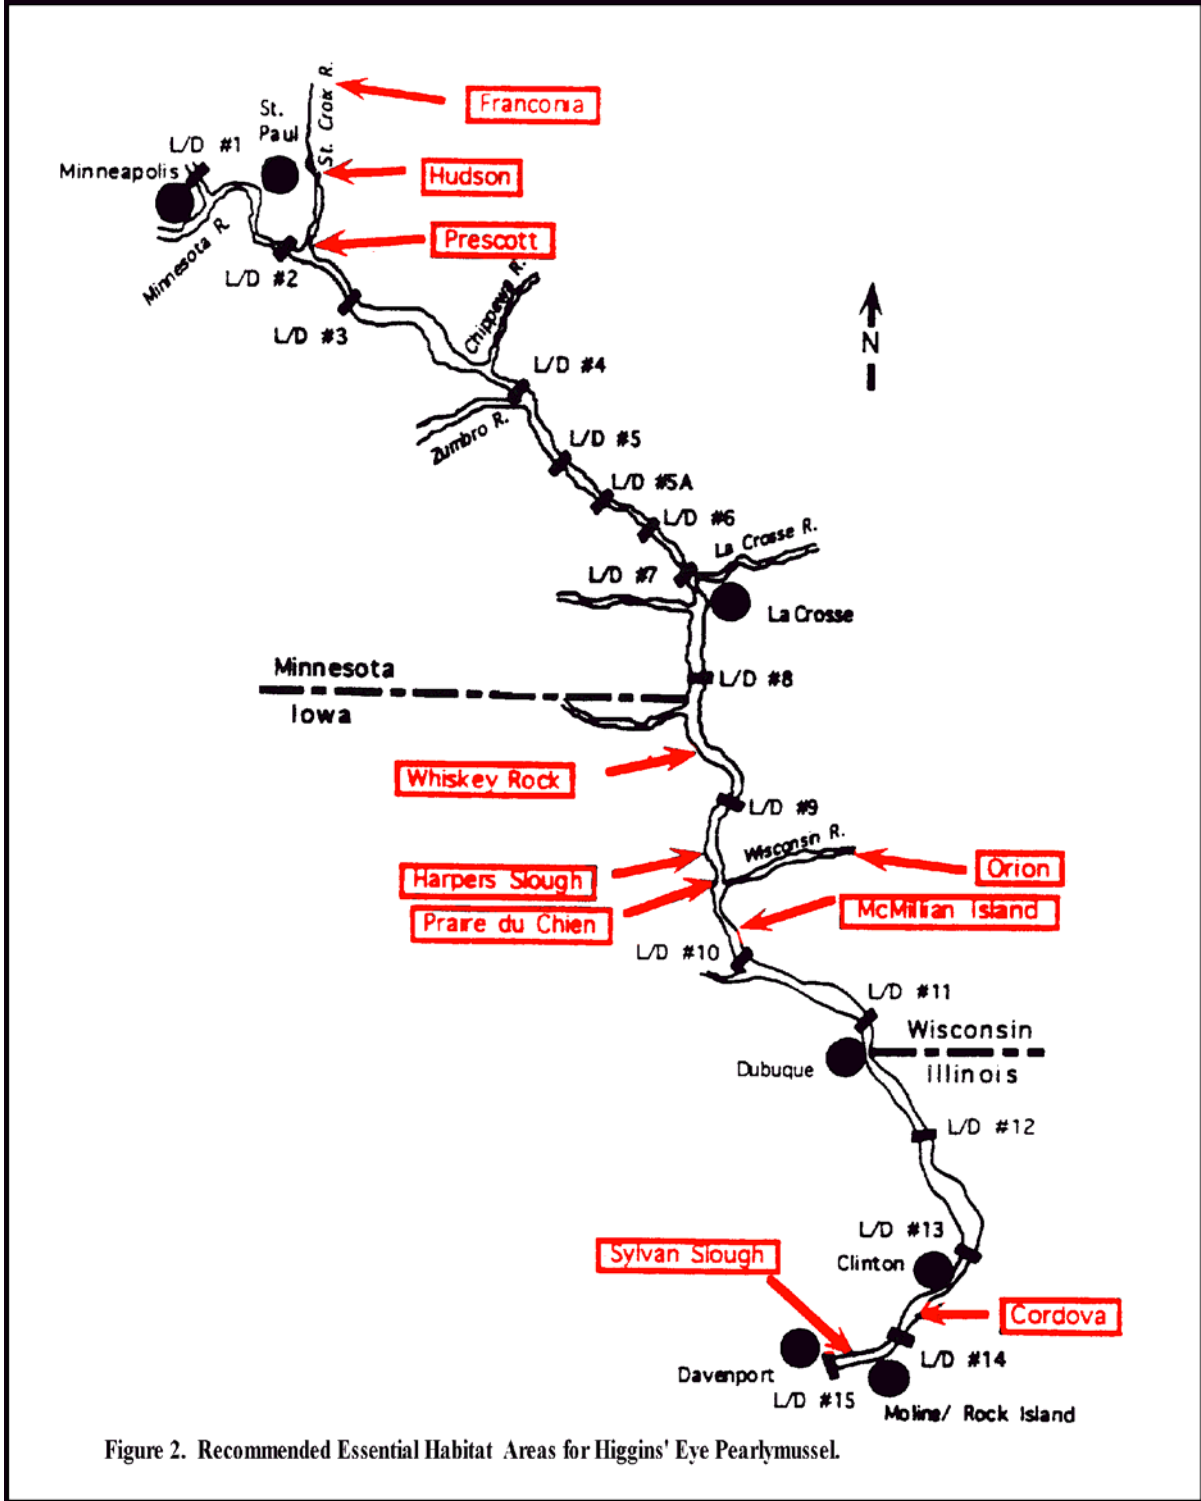 St. Croix R.
Franconia
St.
Paul
L/D #1
Minneapolis
Hudson
Prescott
Minnesota R.
L/D #2
Chippewa R.
L/D #3
N
L/D #4
Zumbro R.
L/D #5
L/D #5A
L/D #6
La Crosse R.
L/D #7
La Crosse
Minnesota
L/D #8
Iowa
Whiskey Rock
L/D #9
Wisconsin R.
Harpers Slough
Orion
Praire du Chien
McMillian Island
L/D #10
L/D #11
Wisconsin
Dubuque
Illinois
L/D #12
L/D #13
Sylvan Slough
Clinton
Cordova
L/D #14
Davenport
L/D #15
Moline/ Rock Island
Figure 2. Recommended Essential Habitat Areas for Higgins' Eye Pearlymussel.